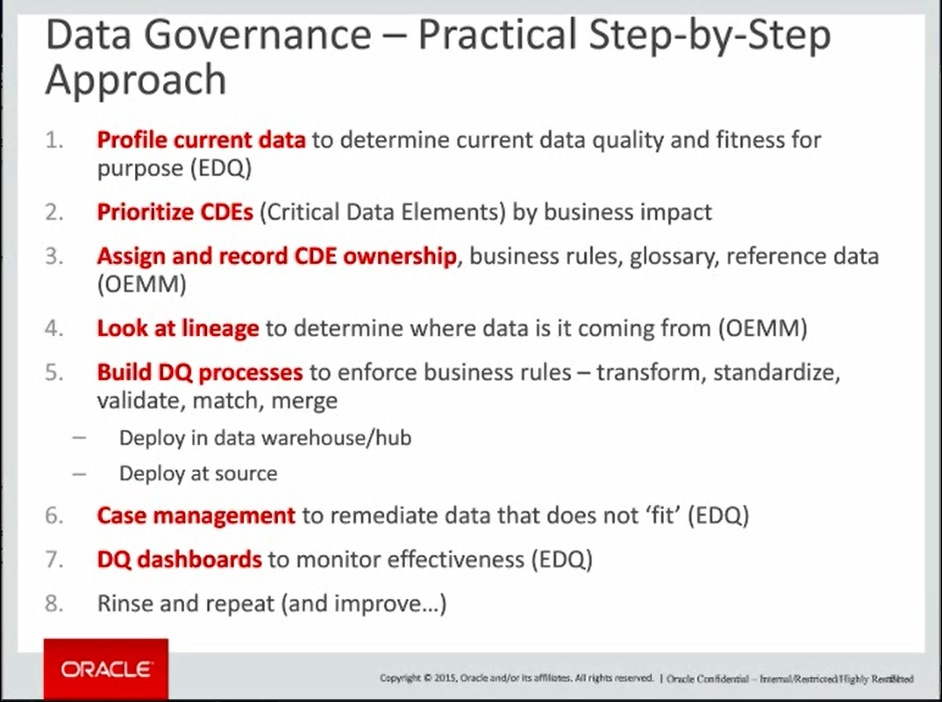 Data Governance – Practical Step-by-Step
Approach
1. Profile current data to determine current data quality and fitness for
purpose (EDQ)
2. Prioritize CDEs (Critical Data Elements) by business impact
3. Assign and record CDE ownership, business rules, glossary, reference data
(OEMM)
4. Look at lineage to determine where data is it coming from (OEMM)
5. Build DQ processes to enforce business rules – transform, standardize,
validate, match, merge
– Deploy in data warehouse/hub
– Deploy at source
6. Case management to remediate data that does not ‘fit’ (EDQ)
7. DQ dashboards to monitor effectiveness (EDQ)
8. Rinse and repeat (and improve…)
ORACLE
Copyright © 2015, Oracle and/or its affiliates. All rights reserved. | Oracle Confidential – Internal/Restricted/Highly Restricted